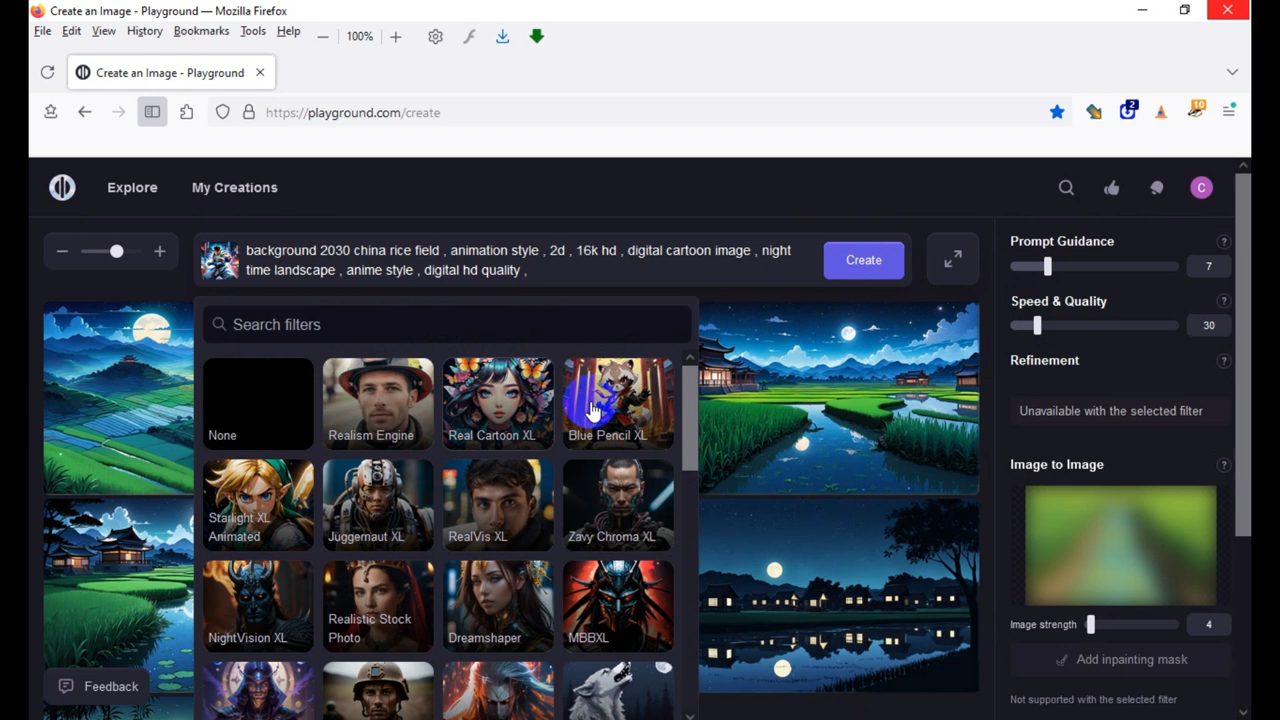 Create an Image - Playground — Mozilla Firefox
File Edit View History Bookmarks Tools Help 100%
Create an Image - Playground
https://playground.com/create
2
10
Explore My Creations
C
background 2030 china rice field , animation style , 2d , 16k hd , digital cartoon image , night
time landscape , anime style , digital hd quality ,
Create
Search filters
None
Realism Engine
Real Cartoon XL
Blue Pencil XL
Starlight XL
Animated
Juggernaut XL
RealVis XL
Zavy Chroma XL
NightVision XL
Realistic Stock
Photo
Dreamshaper
MBBXL
Feedback
Prompt Guidance ?
7
Speed & Quality ?
30
Refinement ?
Unavailable with the selected filter
Image to Image ?
Image strength 4
Add inpainting mask
Not supported with the selected filter